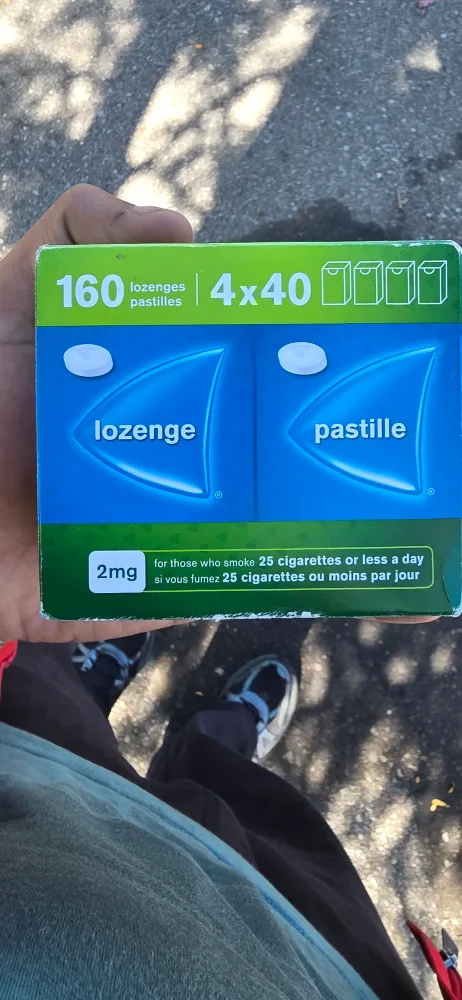 160 lozenges pastilles | 4x40
lozenge ®
pastille ®
2mg
for those who smoke 25 cigarettes or less a day
si vous fumez 25 cigarettes ou moins par jour